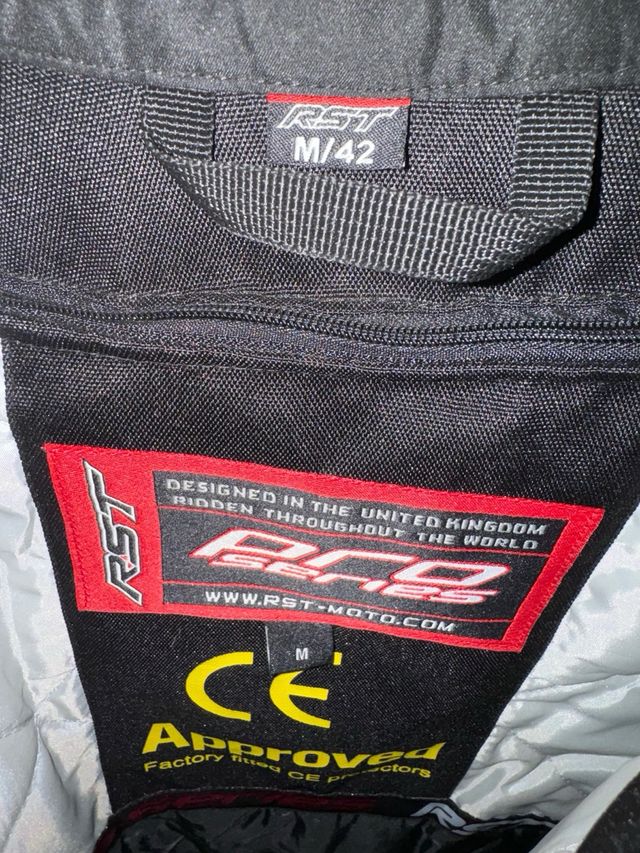 RST
M/42
RST
DESIGNED IN THE UNITED KINGDOM
RIDDEN THROUGHOUT THE WORLD
PRO
SERIES
WWW.RST-MOTO.COM
M
CE
Approved
Factory fitted CE protectors